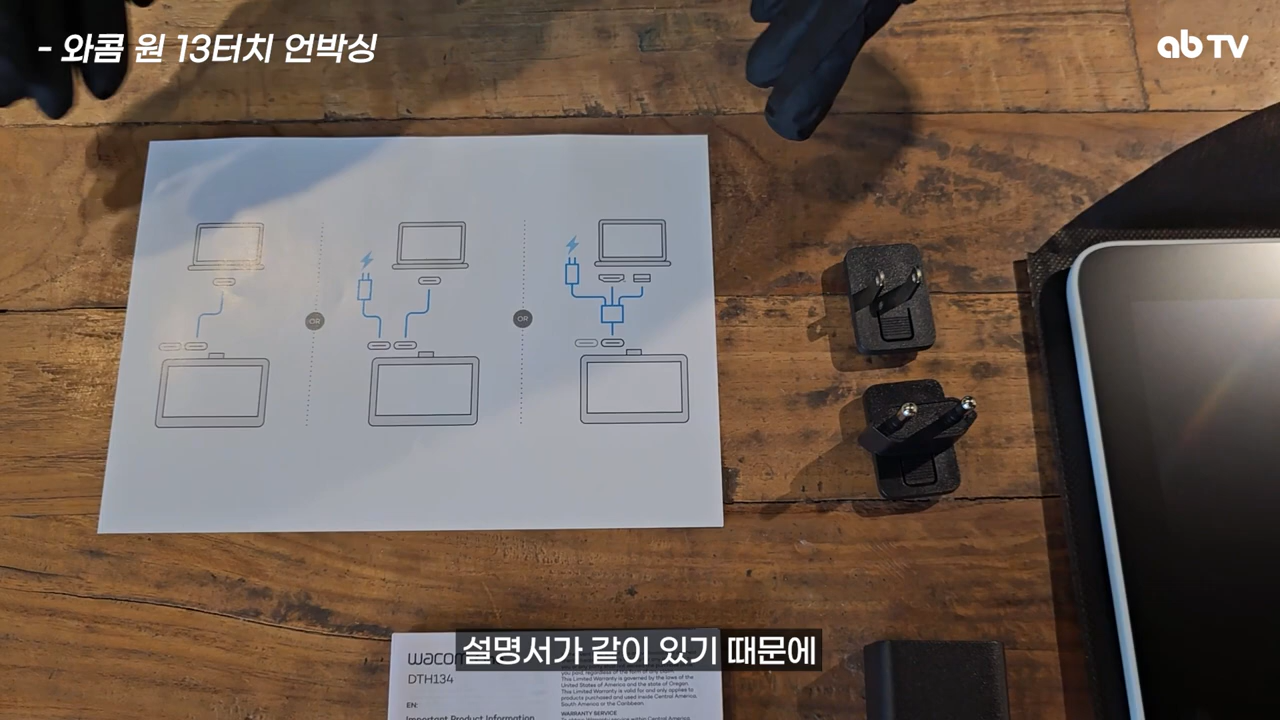 - 와콤 원 13터치 언박싱
ab TV
OR
OR
설명서가 같이 있기 때문에
wacom
DTH134
EN:
Important Product Information
This Limited Warranty is governed by the laws of the
United States of America and the state of Oregon.
This Limited Warranty is valid for and only applies to
products purchased and used inside Central America,
South America or the Caribbean.
WARRANTY SERVICE